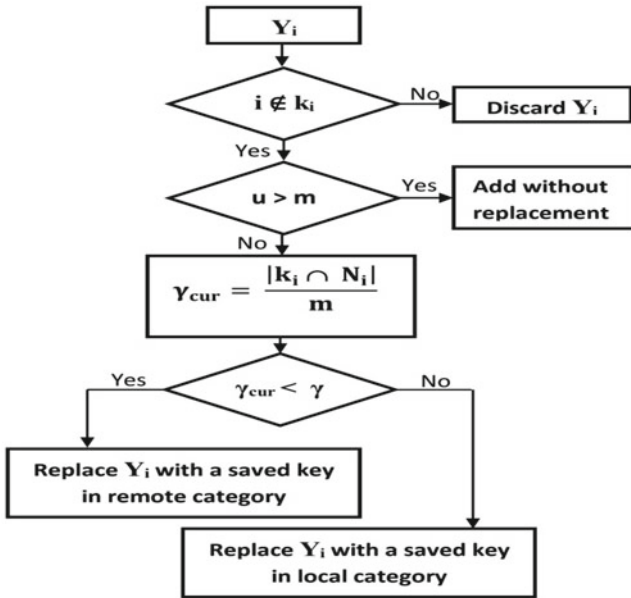 Yᵢ
i ∉ kᵢ
No
Discard Yᵢ
Yes
u > m
Yes
Add without
replacement
No
γcur = |kᵢ ∩ Nᵢ| / m
Yes
γcur < γ
No
Replace Yᵢ with a saved key
in remote category
Replace Yᵢ with a saved key
in local category